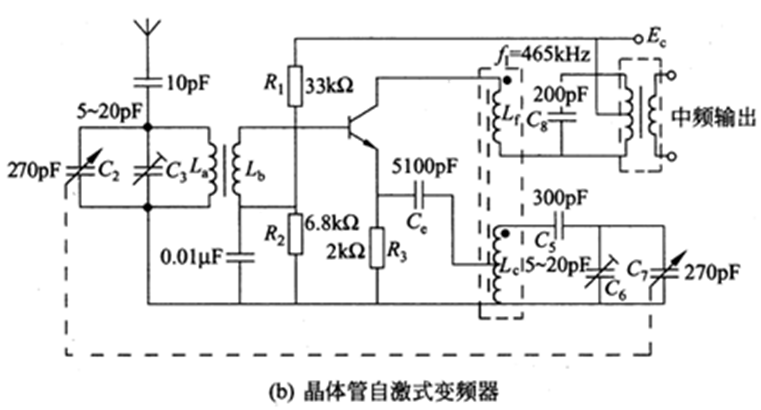 E_c
f_I=465kHz
10pF
R_1 33kΩ
5~20pF
200pF
C_8
L_f
中频输出
270pF
C_2
C_3
L_a
L_b
5100pF
C_e
300pF
C_5
R_2 6.8kΩ
2kΩ R_3
0.01μF
L_c
5~20pF
C_6
C_7
270pF
(b) 晶体管自激式变频器